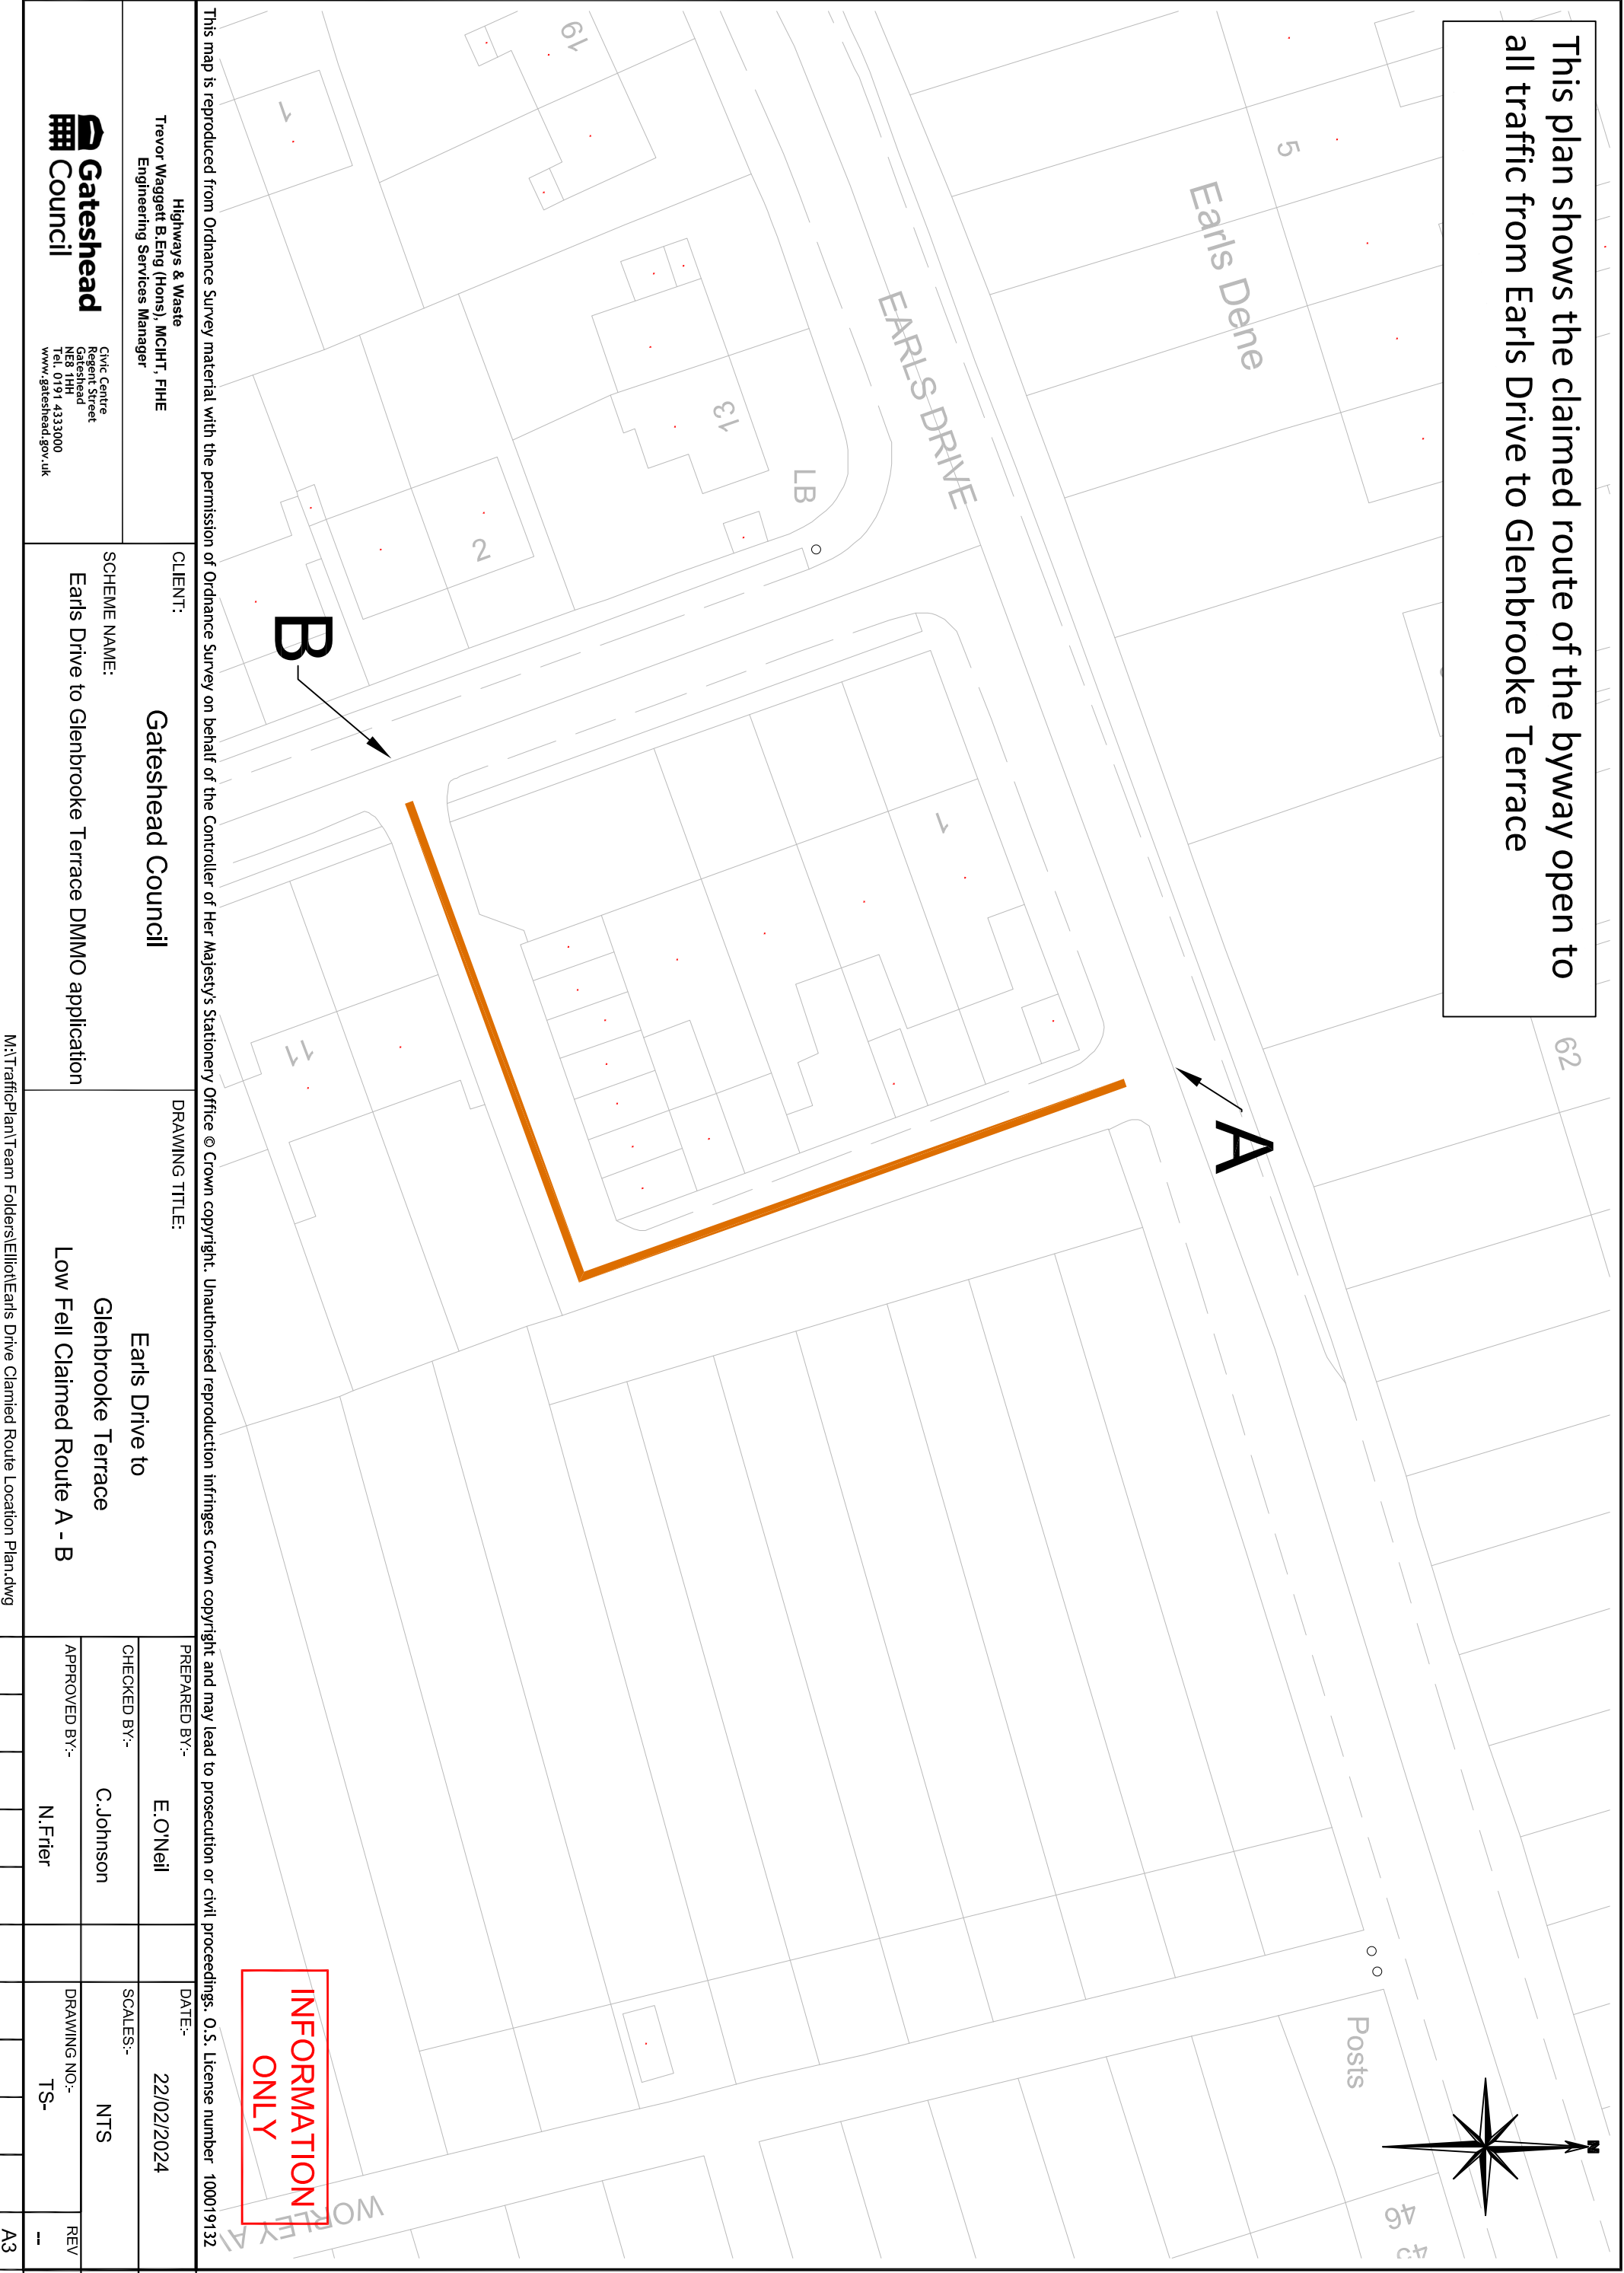 This plan shows the claimed route of the byway open to
all traffic from Earls Drive to Glenbrooke Terrace
62
N
46
5
Earls Dene
Posts
EARLS DRIVE
A
1
LB
13
19
2
11
1
B
WORLEY AV
INFORMATION
ONLY
This map is reproduced from Ordnance Survey material with the permission of Ordnance Survey on behalf of the Controller of Her Majesty's Stationery Office © Crown copyright. Unauthorised reproduction infringes Crown copyright and may lead to prosecution or civil proceedings. O.S. License number 100019132
Highways & Waste
Trevor Waggett B.Eng (Hons), MCIHT, FIHE
Engineering Services Manager
Gateshead
Council
Civic Centre
Regent Street
Gateshead
NE8 1HH
Tel. 0191 4333000
www.gateshead.gov.uk
CLIENT:
Gateshead Council
SCHEME NAME:
Earls Drive to Glenbrooke Terrace DMMO application
DRAWING TITLE:
Earls Drive to
Glenbrooke Terrace
Low Fell Claimed Route A - B
PREPARED BY:-
E.O'Neil
CHECKED BY:-
C.Johnson
APPROVED BY:-
N.Frier
DATE:-
22/02/2024
SCALES:-
NTS
DRAWING NO:-
TS-
REV
--
M:\TrafficPlan\Team Folders\Elliot\Earls Drive Clamied Route Location Plan.dwg
A3